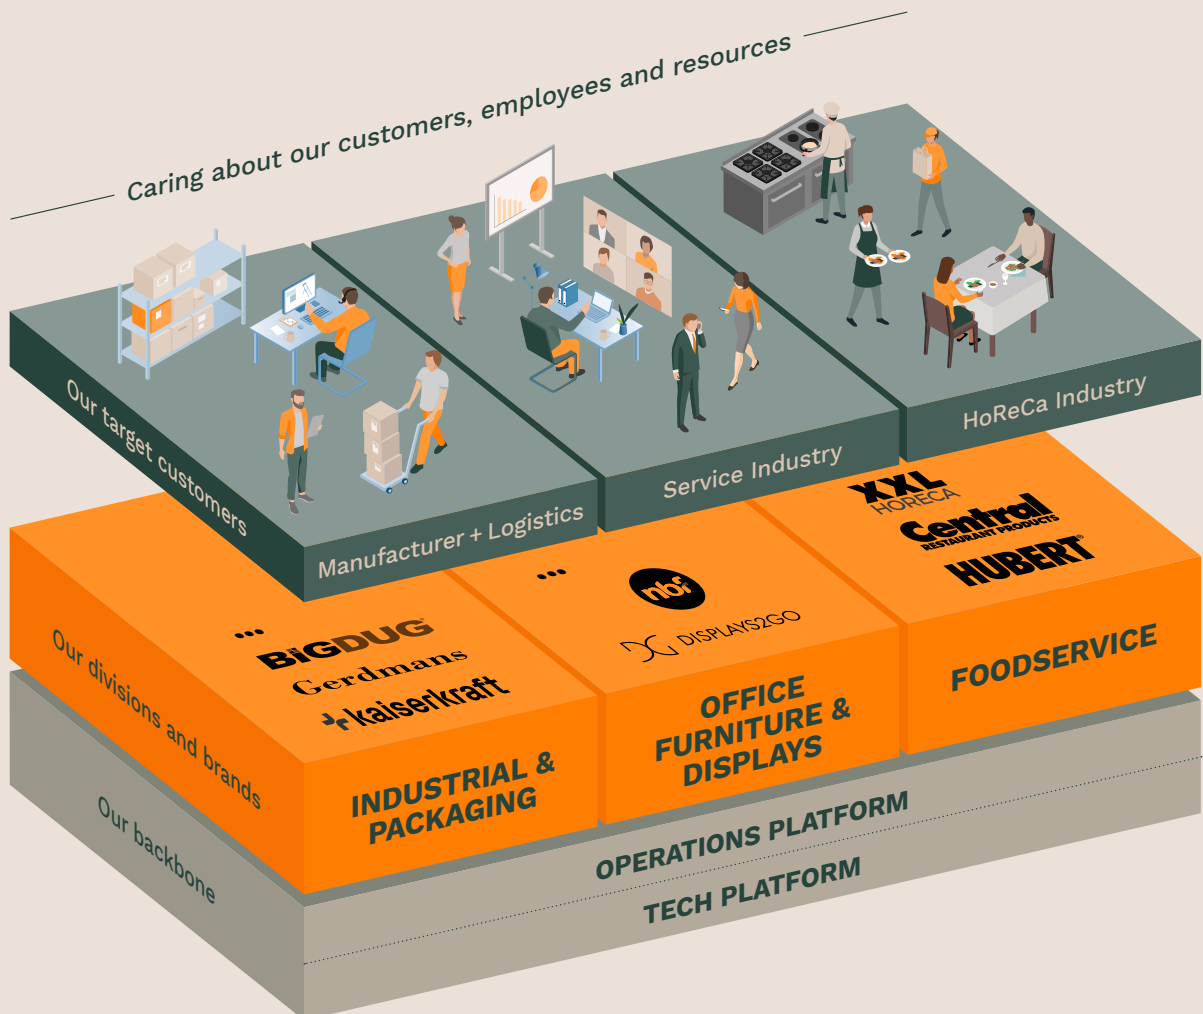 Caring about our customers, employees and resources
Our target customers
Manufacturer + Logistics
Service Industry
HoReCa Industry
Our divisions and brands
•••
BiGDUG®
Gerdmans
kaiserkraft
INDUSTRIAL &
PACKAGING
•••
nbf
DISPLAYS2GO
OFFICE
FURNITURE &
DISPLAYS
XXL
HORECA
Central
RESTAURANT PRODUCTS
HUBERT®
FOODSERVICE
Our backbone
OPERATIONS PLATFORM
TECH PLATFORM